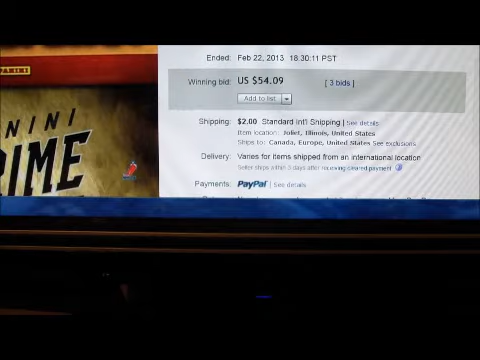 PANINI
NINI
IME
Ended: Feb 22, 2013 18:30:11 PST
Winning bid: US $54.09 [ 3 bids ]
Add to list
Shipping: $2.00 Standard Int'l Shipping | See details
Item location: Joliet, Illinois, United States
Ships to: Canada, Europe, United States See exclusions
Delivery: Varies for items shipped from an international location
Seller ships within 3 days after receiving cleared payment
Payments: PayPal | See details